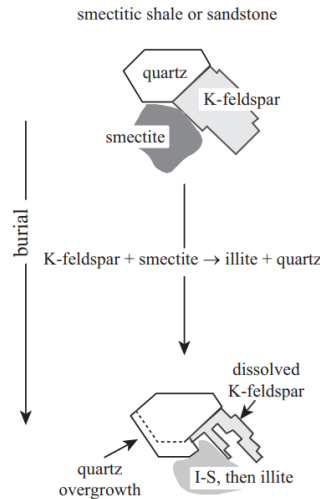 smectitic shale or sandstone
quartz
K-feldspar
smectite
burial
K-feldspar + smectite → illite + quartz
dissolved
K-feldspar
quartz
overgrowth
I-S, then illite